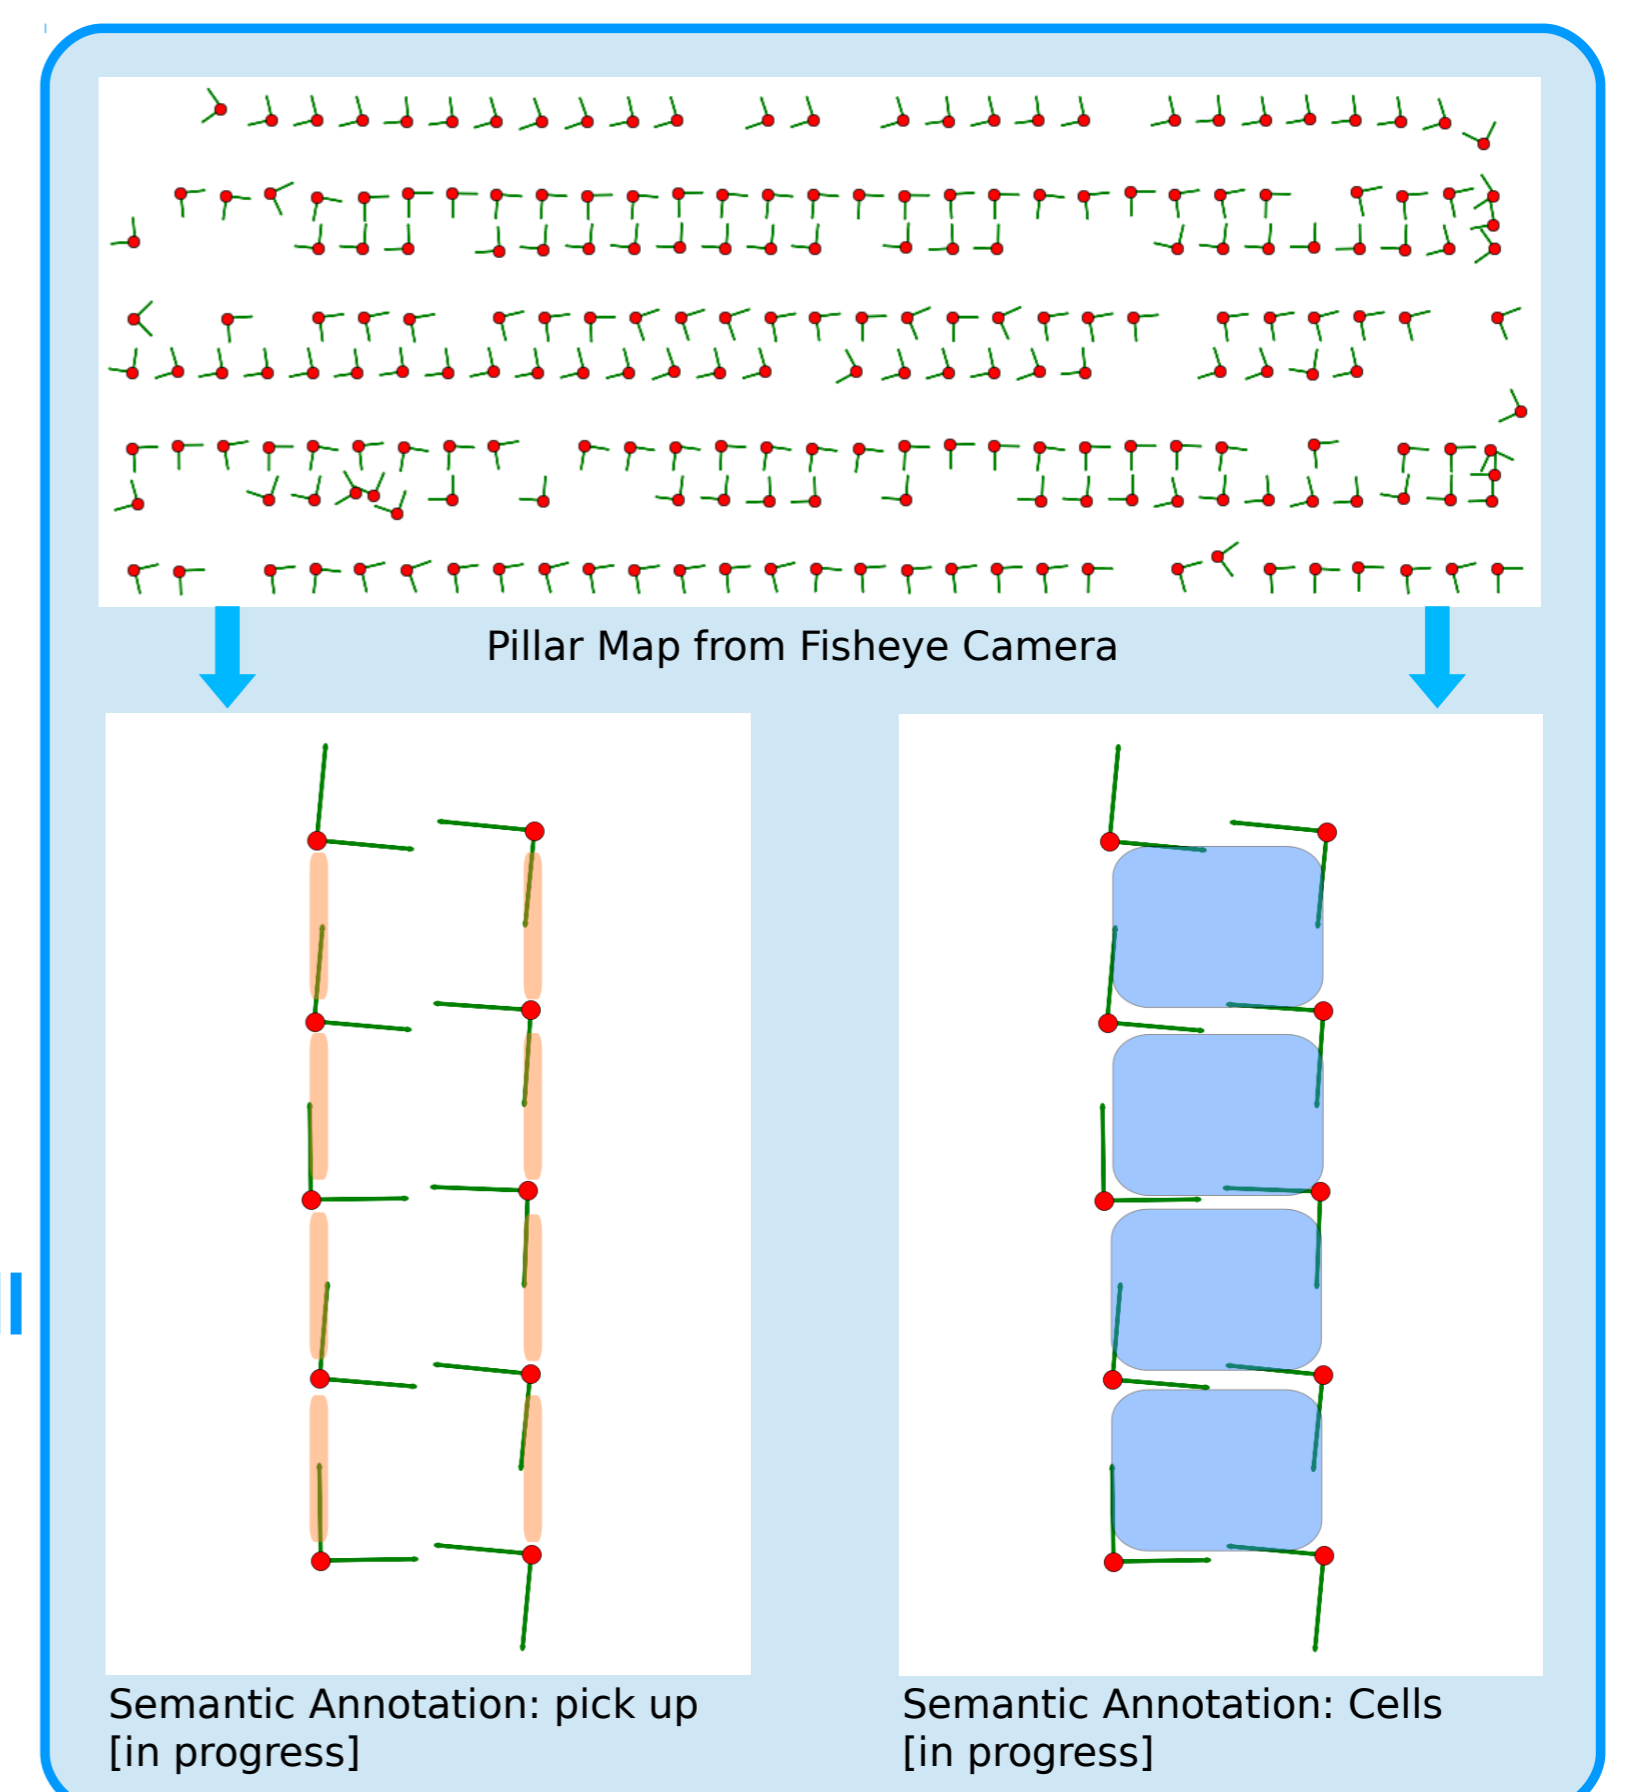 Pillar Map from Fisheye Camera
Semantic Annotation: pick up
[in progress]
Semantic Annotation: Cells
[in progress]